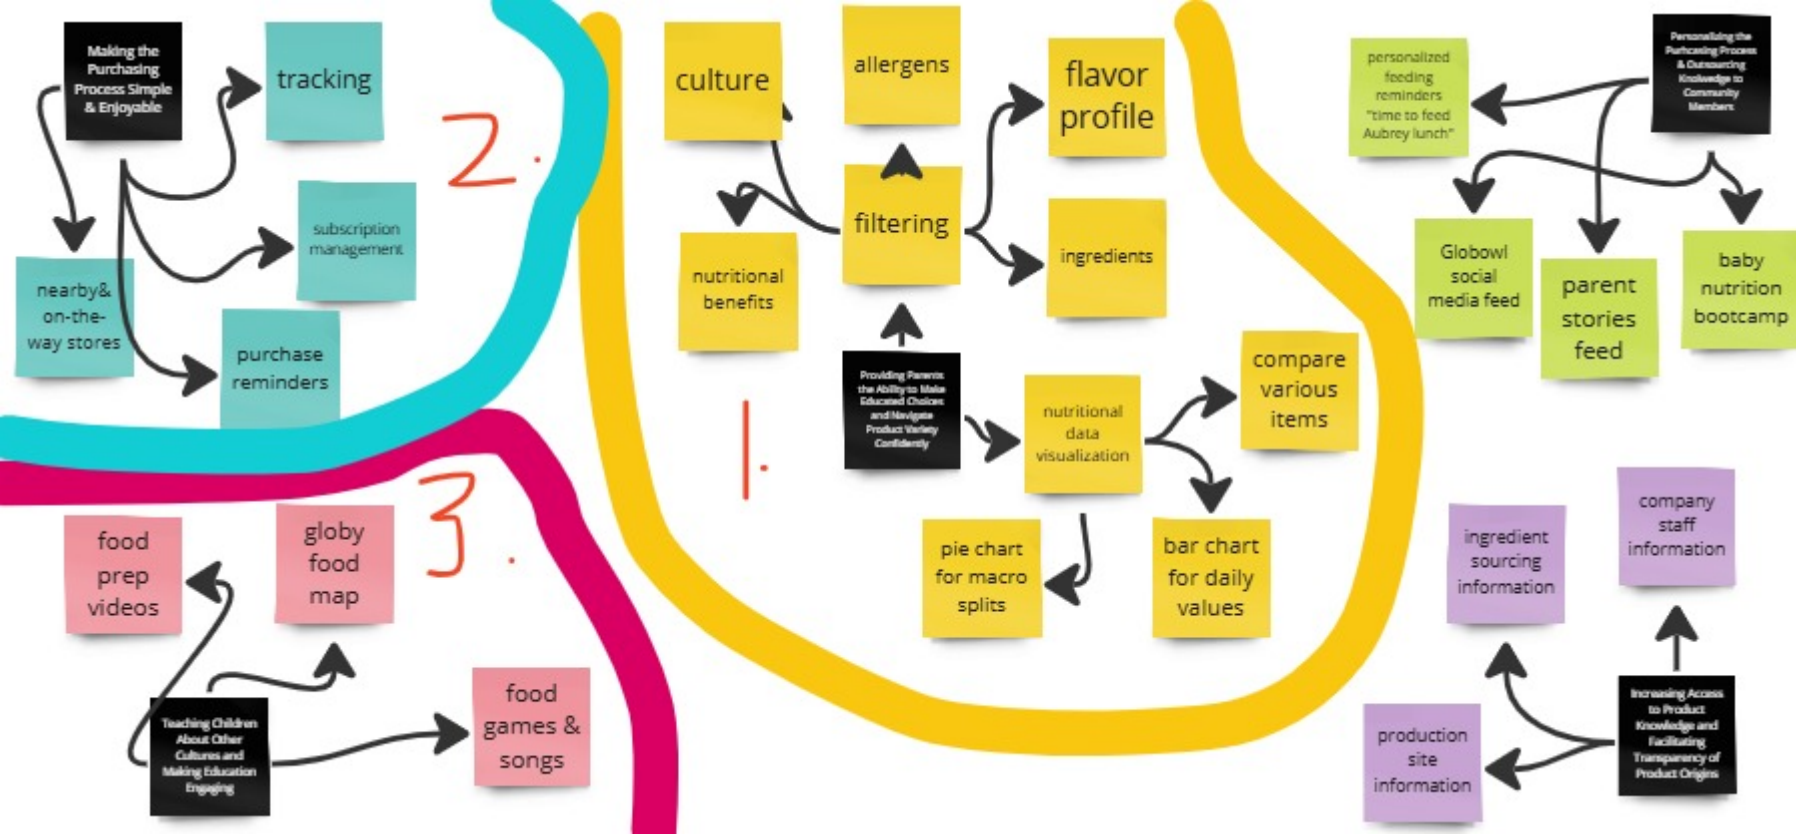 Making the
Purchasing
Process Simple
& Enjoyable
tracking
subscription
management
nearby&
on-the-
way stores
purchase
reminders
2.
culture
allergens
flavor
profile
filtering
nutritional
benefits
ingredients
Providing Parents
the Ability to Make
Educated Choices
and Navigate
Product Variety
Confidently
nutritional
data
visualization
compare
various
items
pie chart
for macro
splits
bar chart
for daily
values
1.
personalized
feeding
reminders
"time to feed
Aubrey lunch"
Personalizing the
Purhcasing Process
& Outsourcing
Knolwedge to
Community
Members
Globowl
social
media feed
parent
stories
feed
baby
nutrition
bootcamp
3.
food
prep
videos
globy
food
map
food
games &
songs
Teaching Children
About Other
Cultures and
Making Education
Engaging
ingredient
sourcing
information
company
staff
information
production
site
information
Increasing Access
to Product
Knowledge and
Facilitating
Transparency of
Product Origins